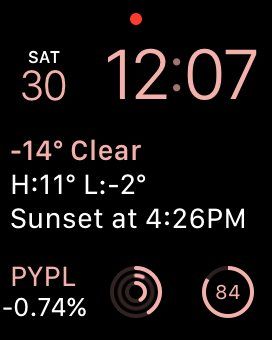 SAT
30
12:07
-14° Clear
H:11° L:-2°
Sunset at 4:26PM
PYPL
-0.74%
84